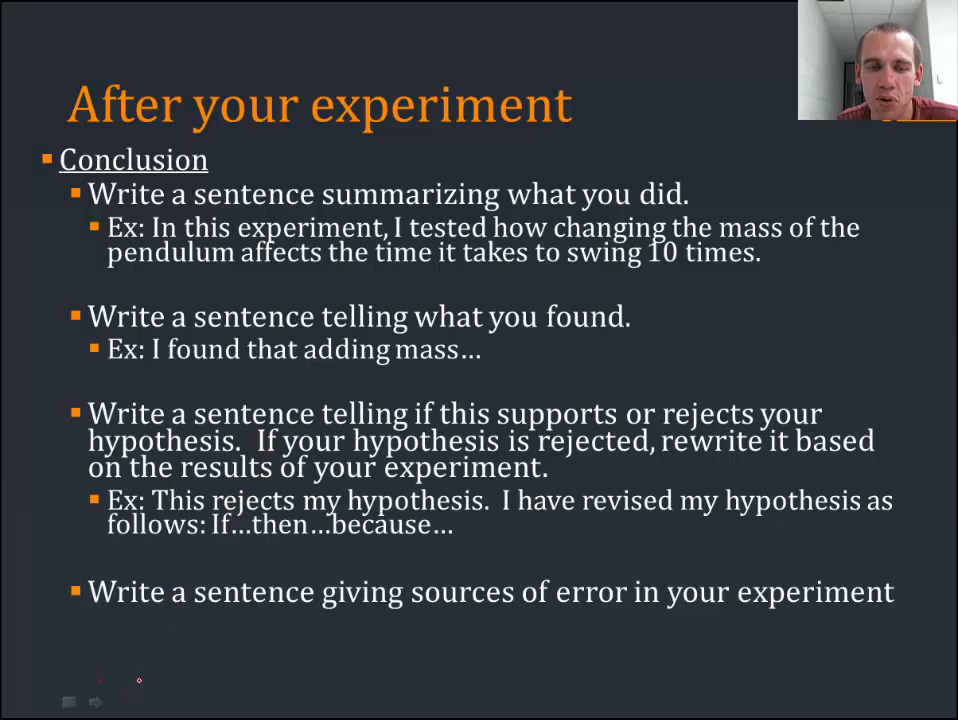 After your experiment
Conclusion
Write a sentence summarizing what you did.
Ex: In this experiment, I tested how changing the mass of the
pendulum affects the time it takes to swing 10 times.
Write a sentence telling what you found.
Ex: I found that adding mass…
Write a sentence telling if this supports or rejects your
hypothesis.  If your hypothesis is rejected, rewrite it based
on the results of your experiment.
Ex: This rejects my hypothesis.  I have revised my hypothesis as
follows: If…then…because…
Write a sentence giving sources of error in your experiment